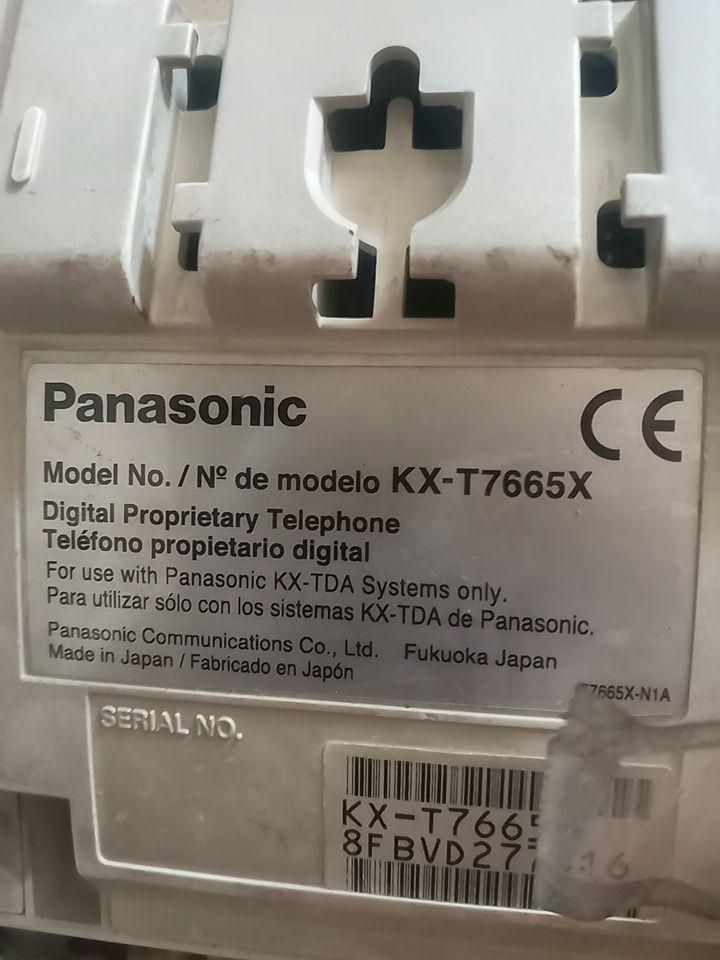 Panasonic
CE
Model No. / Nº de modelo KX-T7665X
Digital Proprietary Telephone
Teléfono propietario digital
For use with Panasonic KX-TDA Systems only.
Para utilizar sólo con los sistemas KX-TDA de Panasonic.
Panasonic Communications Co., Ltd. Fukuoka Japan
Made in Japan / Fabricado en Japón
T7665X-N1A
SERIAL NO.